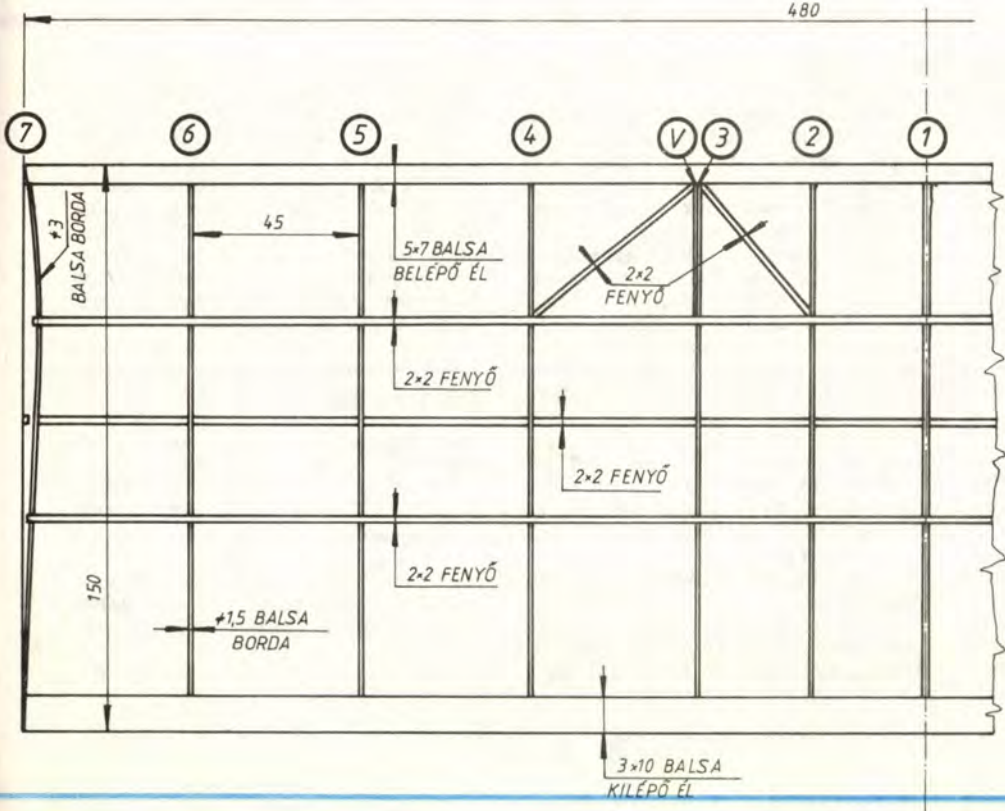 480
7 6 5 4 V 3 2 1
≠3
BALSA BORDA
45
5×7 BALSA
BELÉPŐ ÉL
2×2
FENYŐ
2×2 FENYŐ
2×2 FENYŐ
2×2 FENYŐ
150
≠1,5 BALSA
BORDA
3×10 BALSA
KILÉPŐ ÉL